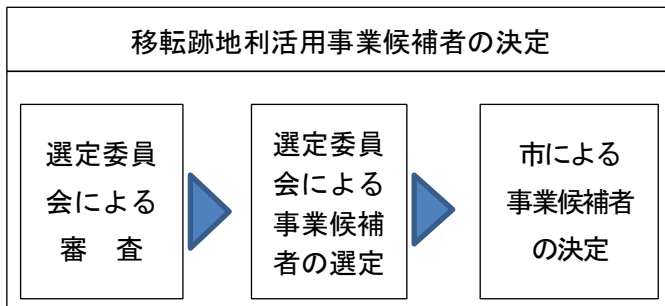 移転跡地利活用事業候補者の決定
選定委員
会による
審　査
選定委員
会による
事業候補
者の選定
市による
事業候補者
の決定